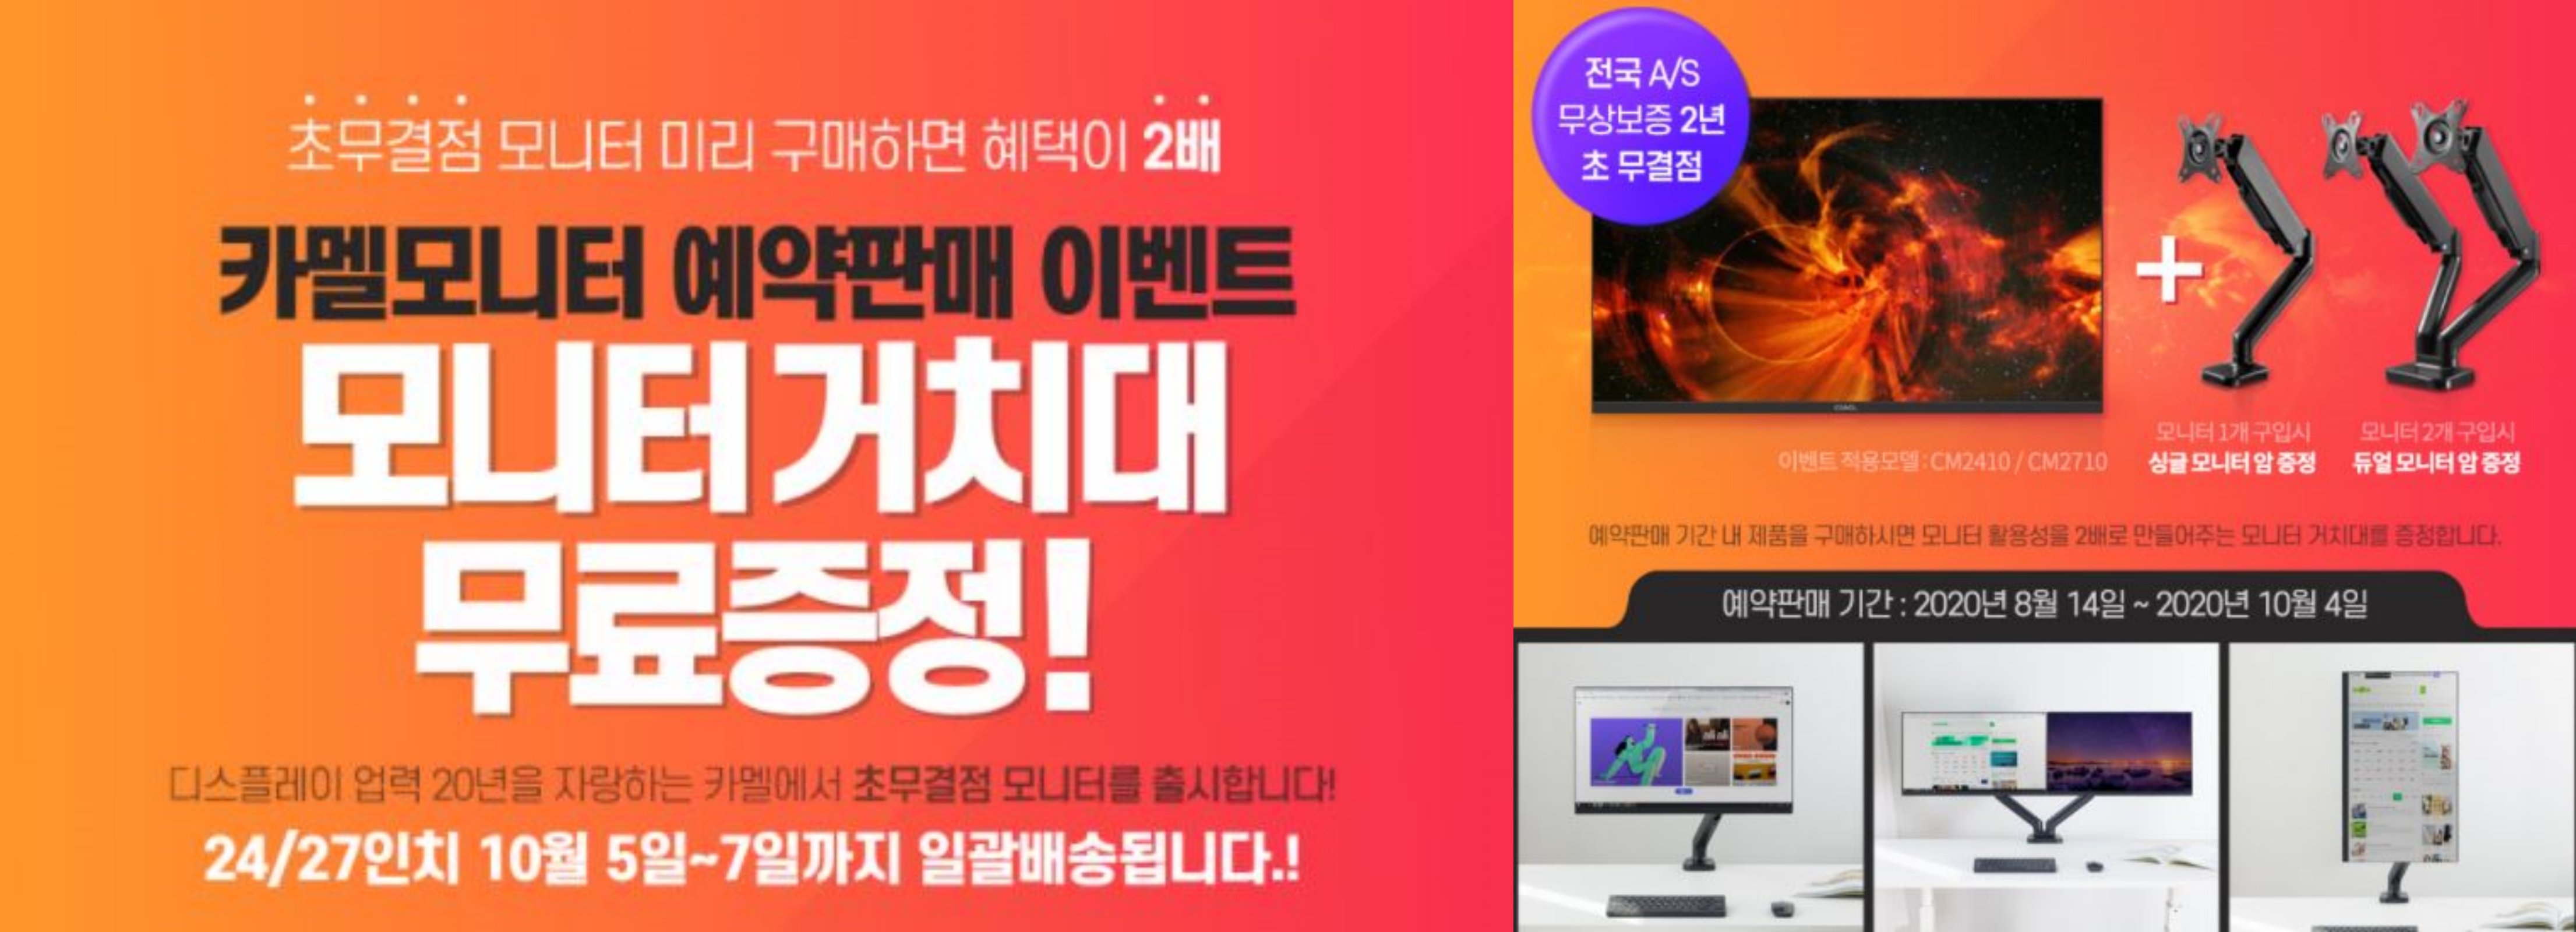 초무결점 모니터 미리 구매하면 혜택이 2배
카멜모니터 예약판매 이벤트
모니터 거치대
무료증정!
디스플레이 업력 20년을 자랑하는 카멜에서 초무결점 모니터를 출시합니다!
24/27인치 10월 5일~7일까지 일괄배송됩니다.!
전국 A/S
무상보증 2년
초 무결점
+
모니터 1개 구입시
싱글 모니터 암 증정
모니터 2개 구입시
듀얼 모니터 암 증정
이벤트 적용모델 : CM2410 / CM2710
예약판매 기간 내 제품을 구매하시면 모니터 활용성을 2배로 만들어주는 모니터 거치대를 증정합니다.
예약판매 기간 : 2020년 8월 14일 ~ 2020년 10월 4일